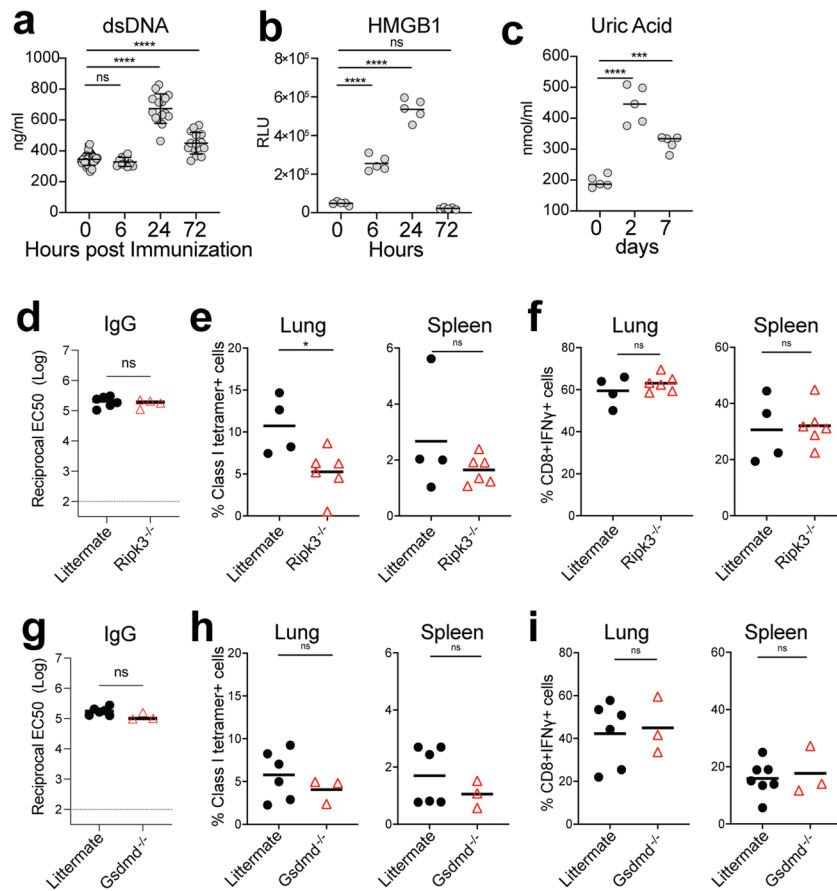 a
dsDNA
****
****
ns
1000
800
600
400
200
0
ng/ml
0 6 24 72
Hours post Immunization
b
HMGB1
ns
****
****
8×10⁵
6×10⁵
4×10⁵
2×10⁵
0
RLU
0 6 24 72
Hours
c
Uric Acid
***
****
600
500
400
300
200
100
nmol/ml
0 2 7
days
d
IgG
ns
7
6
5
4
3
2
Reciprocal EC50 (Log)
Littermate
Ripk3⁻/⁻
e
Lung
*
20
15
10
5
0
% Class I tetramer+ cells
Littermate
Ripk3⁻/⁻
Spleen
ns
6
4
2
0
Littermate
Ripk3⁻/⁻
f
Lung
ns
80
60
40
20
0
% CD8+IFNγ+ cells
Littermate
Ripk3⁻/⁻
Spleen
ns
60
40
20
0
Littermate
Ripk3⁻/⁻
g
IgG
ns
7
6
5
4
3
2
Reciprocal EC50 (Log)
Littermate
Gsdmd⁻/⁻
h
Lung
ns
20
15
10
5
0
% Class I tetramer+ cells
Littermate
Gsdmd⁻/⁻
Spleen
ns
6
4
2
0
Littermate
Gsdmd⁻/⁻
i
Lung
ns
80
60
40
20
0
% CD8+IFNγ+ cells
Littermate
Gsdmd⁻/⁻
Spleen
ns
60
40
20
0
Littermate
Gsdmd⁻/⁻